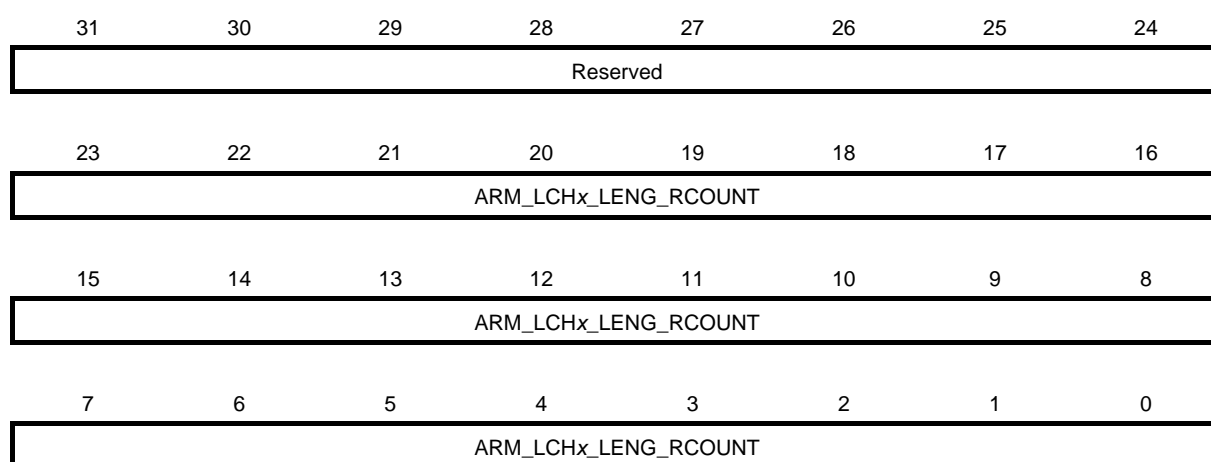 31 30 29 28 27 26 25 24
Reserved
23 22 21 20 19 18 17 16
ARM_LCHx_LENG_RCOUNT
15 14 13 12 11 10 9 8
ARM_LCHx_LENG_RCOUNT
7 6 5 4 3 2 1 0
ARM_LCHx_LENG_RCOUNT